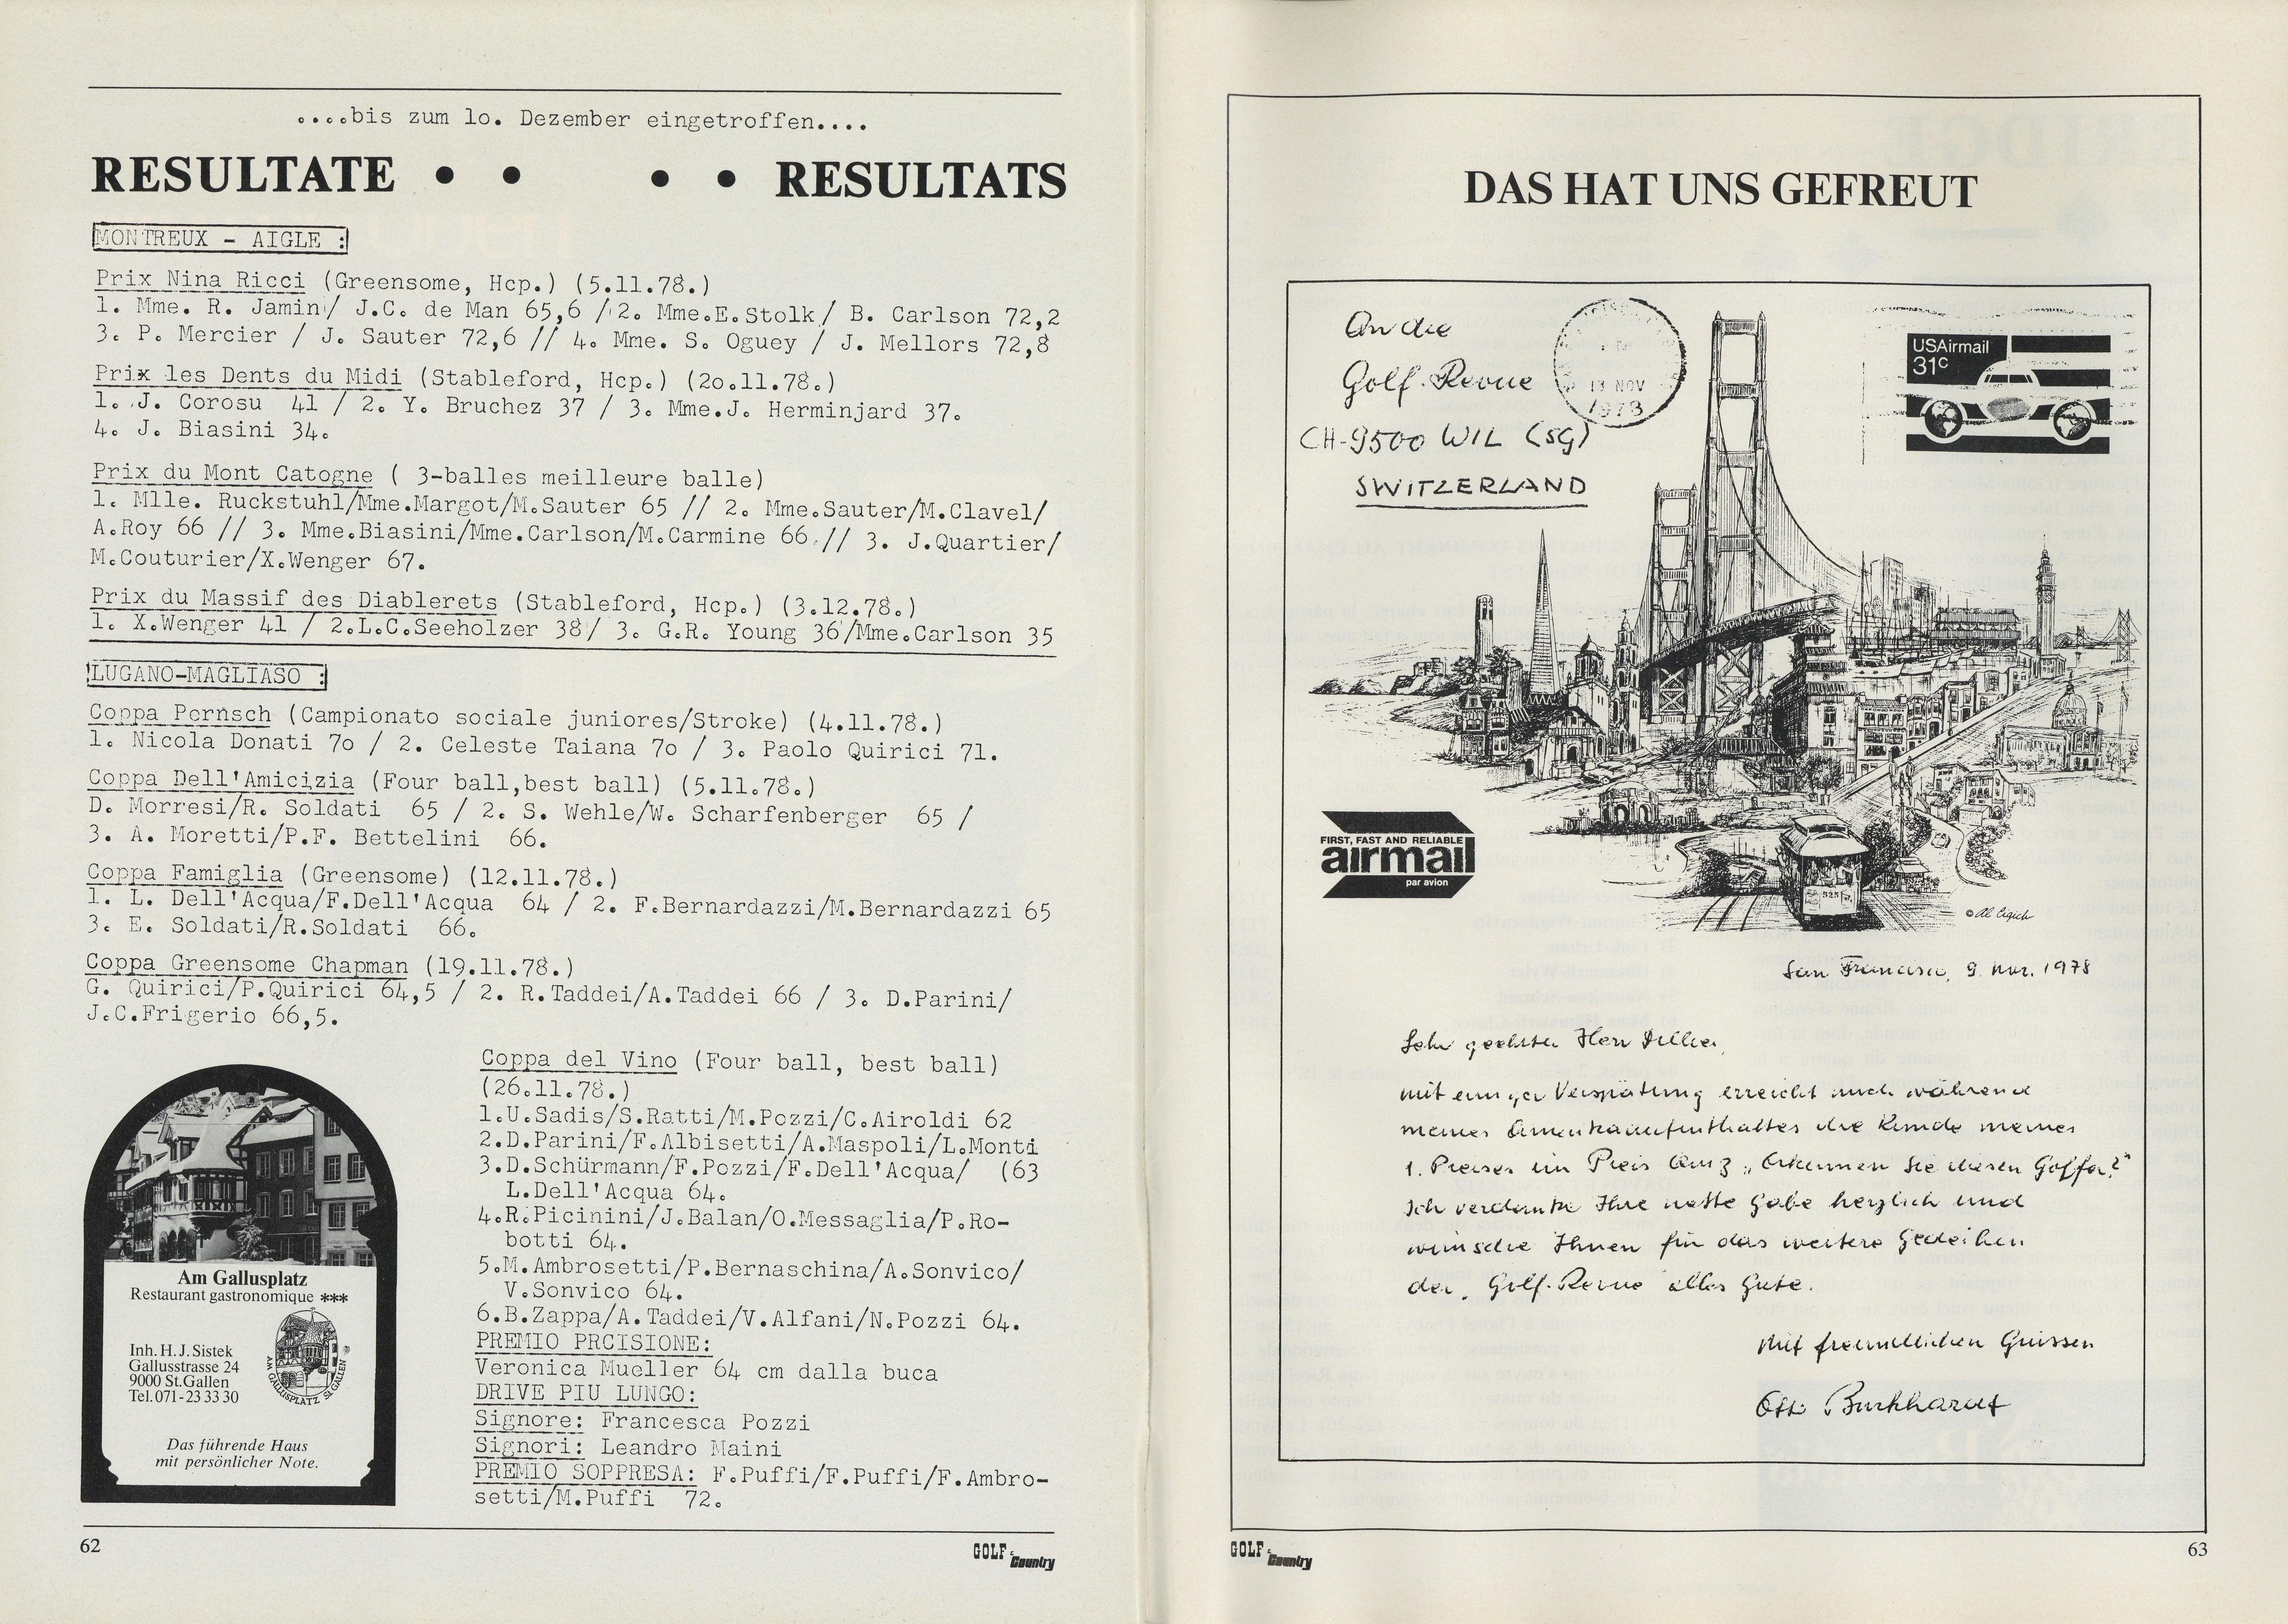 ....bis zum lo. Dezember eingetroffen....
RESULTATE • • • • RESULTATS
MONTREUX - AIGLE :
Prix Nina Ricci (Greensome, Hcp.) (5.11.78.)
1. Mme. R. Jamin/ J.C. de Man 65,6 / 2. Mme.E.Stolk/ B. Carlson 72,2
3. P. Mercier / J. Sauter 72,6 // 4. Mme. S. Oguey / J. Mellors 72,8
Prix les Dents du Midi (Stableford, Hcp.) (2o.11.78.)
1. J. Corosu 41 / 2. Y. Bruchez 37 / 3. Mme.J. Herminjard 37.
4. J. Biasini 34.
Prix du Mont Catogne ( 3-balles meilleure balle)
1. Mlle. Ruckstuhl/Mme.Margot/M.Sauter 65 // 2. Mme.Sauter/M.Clavel/
A.Roy 66 // 3. Mme.Biasini/Mme.Carlson/M.Carmine 66 // 3. J.Quartier/
M.Couturier/X.Wenger 67.
Prix du Massif des Diablerets (Stableford, Hcp.) (3.12.78.)
1. X.Wenger 41 / 2.L.C.Seeholzer 38/ 3. G.R. Young 36/Mme.Carlson 35
LUGANO-MAGLIASO :
Coppa Pernsch (Campionato sociale juniores/Stroke) (4.11.78.)
1. Nicola Donati 7o / 2. Celeste Taiana 7o / 3. Paolo Quirici 71.
Coppa Dell'Amicizia (Four ball,best ball) (5.11.78.)
D. Morresi/R. Soldati 65 / 2. S. Wehle/W. Scharfenberger 65 /
3. A. Moretti/P.F. Bettelini 66.
Coppa Famiglia (Greensome) (12.11.78.)
1. L. Dell'Acqua/F.Dell'Acqua 64 / 2. F.Bernardazzi/M.Bernardazzi 65
3. E. Soldati/R.Soldati 66.
Coppa Greensome Chapman (19.11.78.)
G. Quirici/P.Quirici 64,5 / 2. R.Taddei/A.Taddei 66 / 3. D.Parini/
J.C.Frigerio 66,5.
Coppa del Vino (Four ball, best ball)
(26.11.78.)
1.U.Sadis/S.Ratti/M.Pozzi/C.Airoldi 62
2.D.Parini/F.Albisetti/A.Maspoli/L.Monti
3.D.Schürmann/F.Pozzi/F.Dell'Acqua/ (63
L.Dell'Acqua 64.
4.R.Picinini/J.Balan/O.Messaglia/P.Ro-
botti 64.
5.M.Ambrosetti/P.Bernaschina/A.Sonvico/
V.Sonvico 64.
6.B.Zappa/A.Taddei/V.Alfani/N.Pozzi 64.
PREMIO PRCISIONE:
Veronica Mueller 64 cm dalla buca
DRIVE PIU LUNGO:
Signore: Francesca Pozzi
Signori: Leandro Maini
PREMIO SOPPRESA: F.Puffi/F.Puffi/F.Ambro-
setti/M.Puffi 72.
Am Gallusplatz
Restaurant gastronomique ***
Inh. H. J. Sistek
Gallusstrasse 24
9000 St.Gallen
Tel. 071-23 33 30
AM GALLUSPLATZ ST. GALLEN
Das führende Haus
mit persönlicher Note.
62
GOLF & Country
DAS HAT UNS GEFREUT
An die
Golf-Revue
CH-9500 WIL (SG)
SWITZERLAND
13 NOV
1978
USAirmail
31c
FIRST, FAST AND RELIABLE
airmail
par avion
San Francisco, 9. Nov. 1978
Sehr geehrter Herr Dillier,
mit einiger Verspätung erreicht mich während
meines Amerikaaufenthaltes die Kunde meines
1. Preises im Preis Quiz „Erkennen Sie diesen Golfer?"
Ich verdanke Ihre nette Gabe herzlich und
wünsche Ihnen für das weitere Gedeihen
der Golf-Revue alles Gute.
Mit freundlichen Grüssen
Otto Burkhardt
GOLF & Country
63